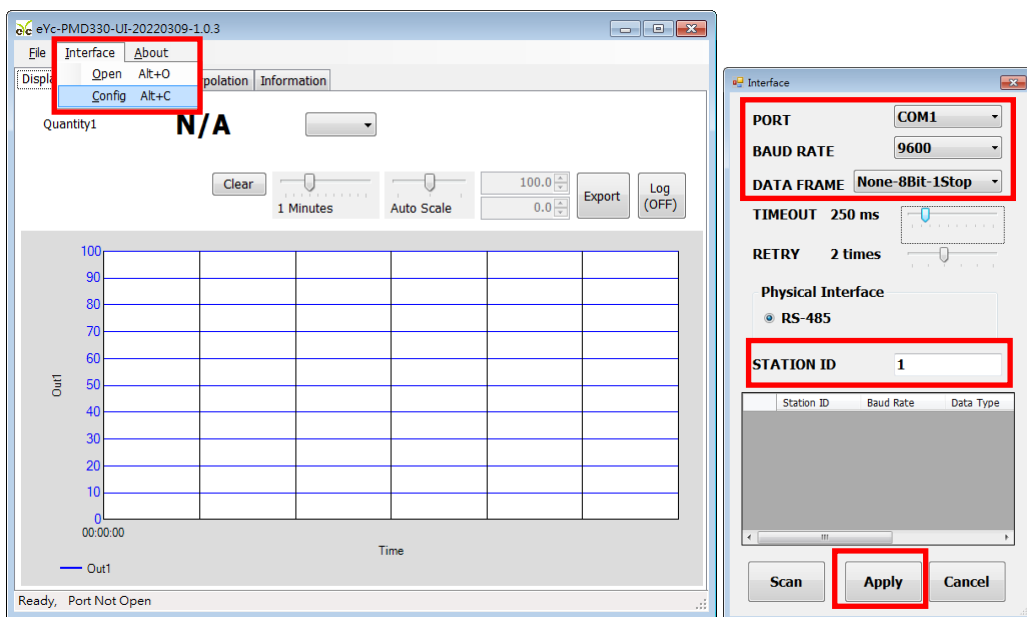 eYc eYc-PMD330-UI-20220309-1.0.3
File Interface About
Open Alt+O
Config Alt+C
Displa
polation Information
Quantity1 N/A
Clear
1 Minutes
Auto Scale
100.0
0.0
Export
Log
(OFF)
100
90
80
70
60
50
40
30
20
10
0
Out1
00:00:00
Time
Out1
Ready, Port Not Open
Interface
PORT COM1
BAUD RATE 9600
DATA FRAME None-8Bit-1Stop
TIMEOUT 250 ms
RETRY 2 times
Physical Interface
RS-485
STATION ID 1
Station ID Baud Rate Data Type
Scan Apply Cancel